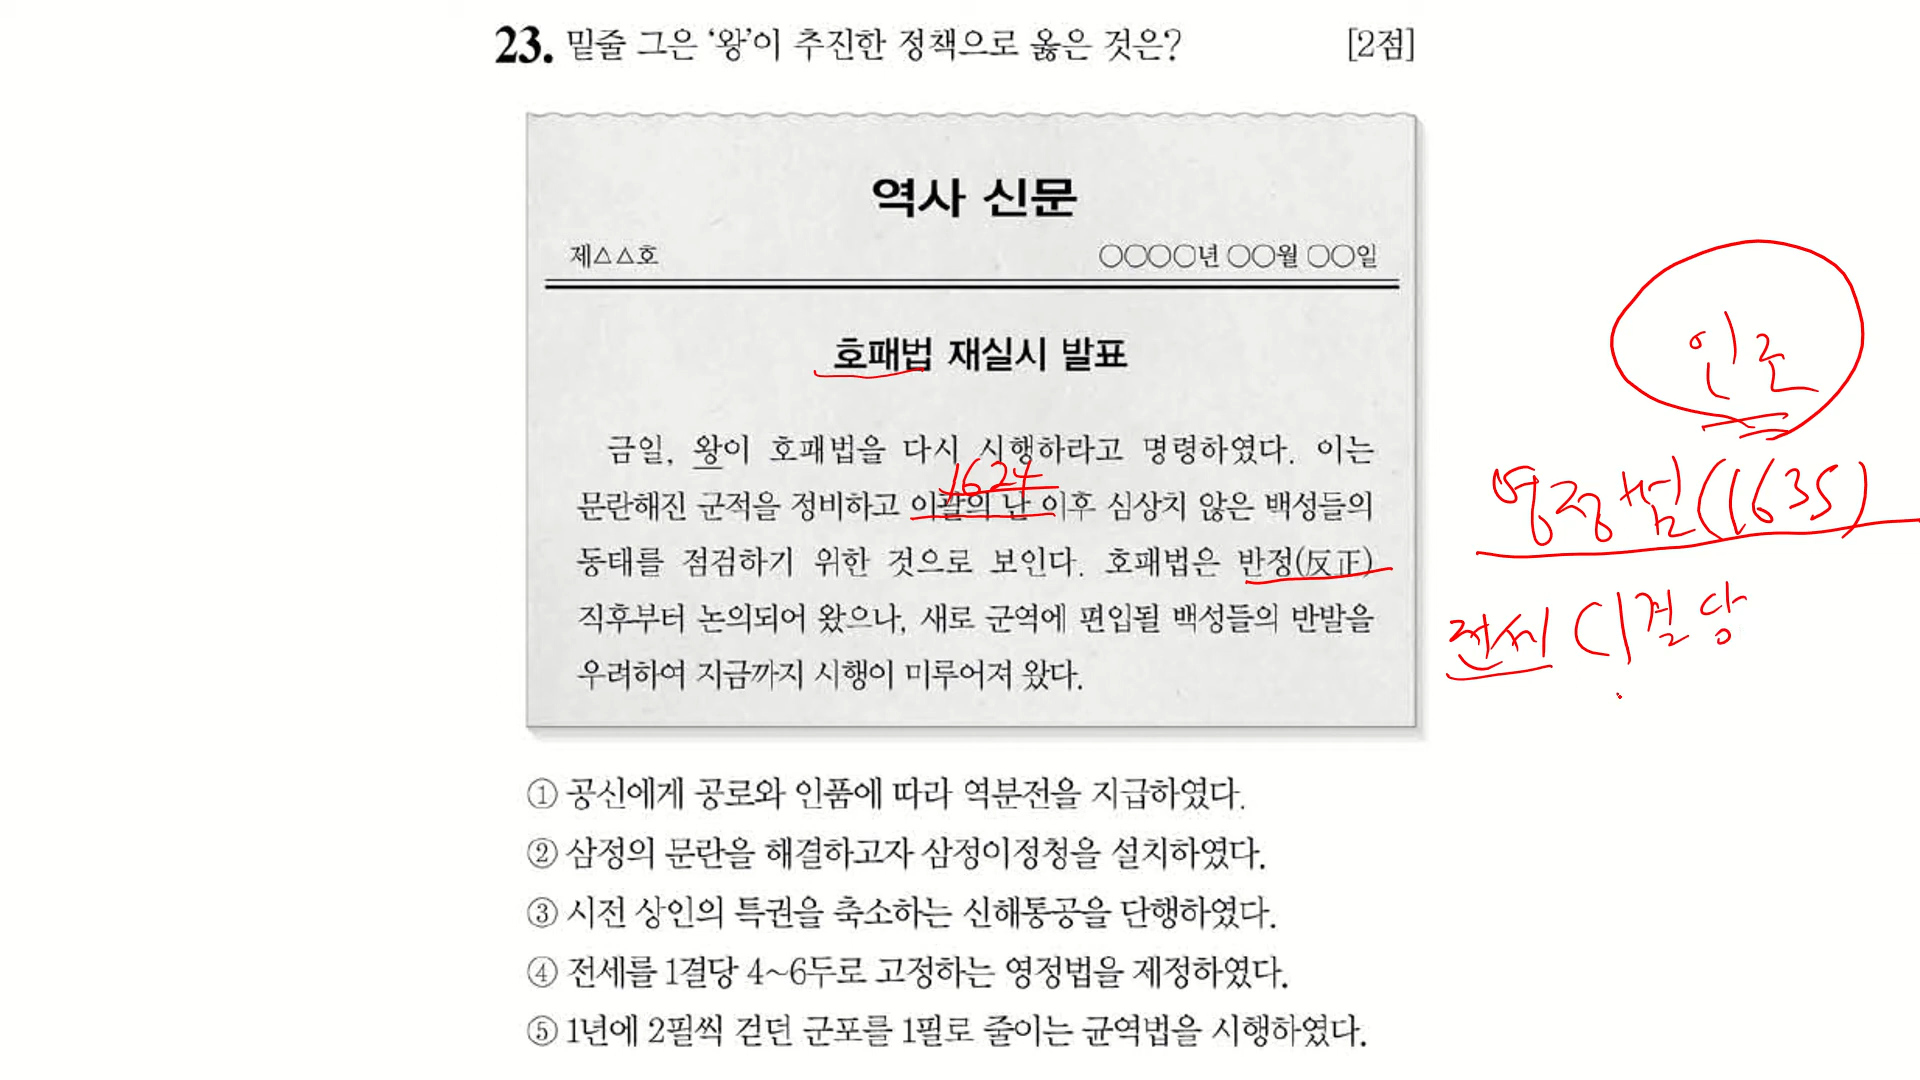 23. 밑줄 그은 ‘왕’이 추진한 정책으로 옳은 것은? [2점]
역사 신문
제△△호 ○○○○년 ○○월 ○○일
호패법 재실시 발표
금일, 왕이 호패법을 다시 시행하라고 명령하였다. 이는
1624
문란해진 군적을 정비하고 이괄의 난 이후 심상치 않은 백성들의
동태를 점검하기 위한 것으로 보인다. 호패법은 반정(反正)
직후부터 논의되어 왔으나, 새로 군역에 편입될 백성들의 반발을
우려하여 지금까지 시행이 미루어져 왔다.
인조
영정법(1635)
전세 (1결당
① 공신에게 공로와 인품에 따라 역분전을 지급하였다.
② 삼정의 문란을 해결하고자 삼정이정청을 설치하였다.
③ 시전 상인의 특권을 축소하는 신해통공을 단행하였다.
④ 전세를 1결당 4~6두로 고정하는 영정법을 제정하였다.
⑤ 1년에 2필씩 걷던 군포를 1필로 줄이는 균역법을 시행하였다.